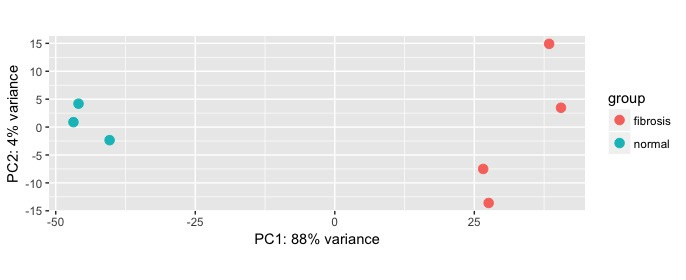 15
10
5
0
-5
-10
-15
-50 -25 0 25
PC1: 88% variance
PC2: 4% variance
group
fibrosis
normal